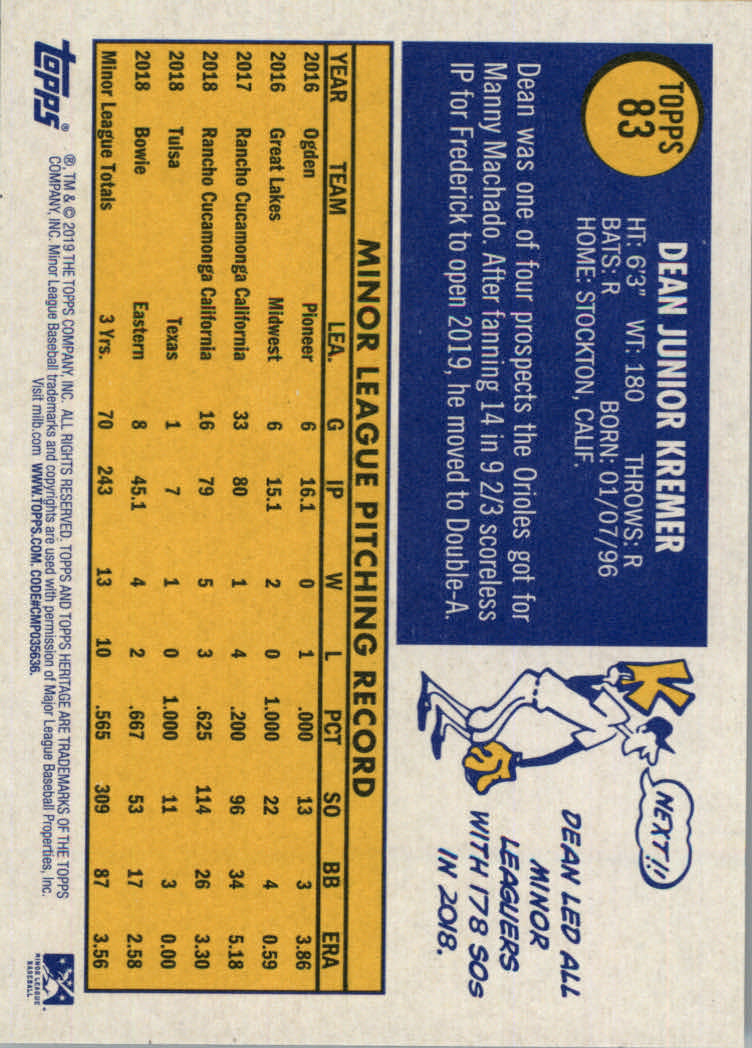 TOPPS
83
DEAN JUNIOR KREMER
HT: 6'3" WT: 180 THROWS: R
BATS: R BORN: 01/07/96
HOME: STOCKTON, CALIF.
Dean was one of four prospects the Orioles got for
Manny Machado. After fanning 14 in 9 2/3 scoreless
IP for Frederick to open 2019, he moved to Double-A.
K
NEXT!!
DEAN LED ALL
MINOR
LEAGUERS
WITH 178 SOs
IN 2018.
MINOR LEAGUE PITCHING RECORD
YEAR TEAM LEA. G IP W L PCT SO BB ERA
2016 Ogden Pioneer 6 16.1 0 1 .000 13 3 3.86
2016 Great Lakes Midwest 6 15.1 2 0 1.000 22 4 0.59
2017 Rancho Cucamonga California 33 80 1 4 .200 96 34 5.18
2018 Rancho Cucamonga California 16 79 5 3 .625 114 26 3.30
2018 Tulsa Texas 1 7 1 0 1.000 11 3 0.00
2018 Bowie Eastern 8 45.1 4 2 .667 53 17 2.58
Minor League Totals 3 Yrs. 70 243 13 10 .565 309 87 3.56
topps®
®, TM & © 2019 THE TOPPS COMPANY, INC. ALL RIGHTS RESERVED. TOPPS AND TOPPS HERITAGE ARE TRADEMARKS OF THE TOPPS
COMPANY, INC. Minor League Baseball trademarks and copyrights are used with permission of Major League Baseball Properties, Inc.
Visit milb.com WWW.TOPPS.COM. CODE#CMP035636.
MINOR LEAGUE
BASEBALL